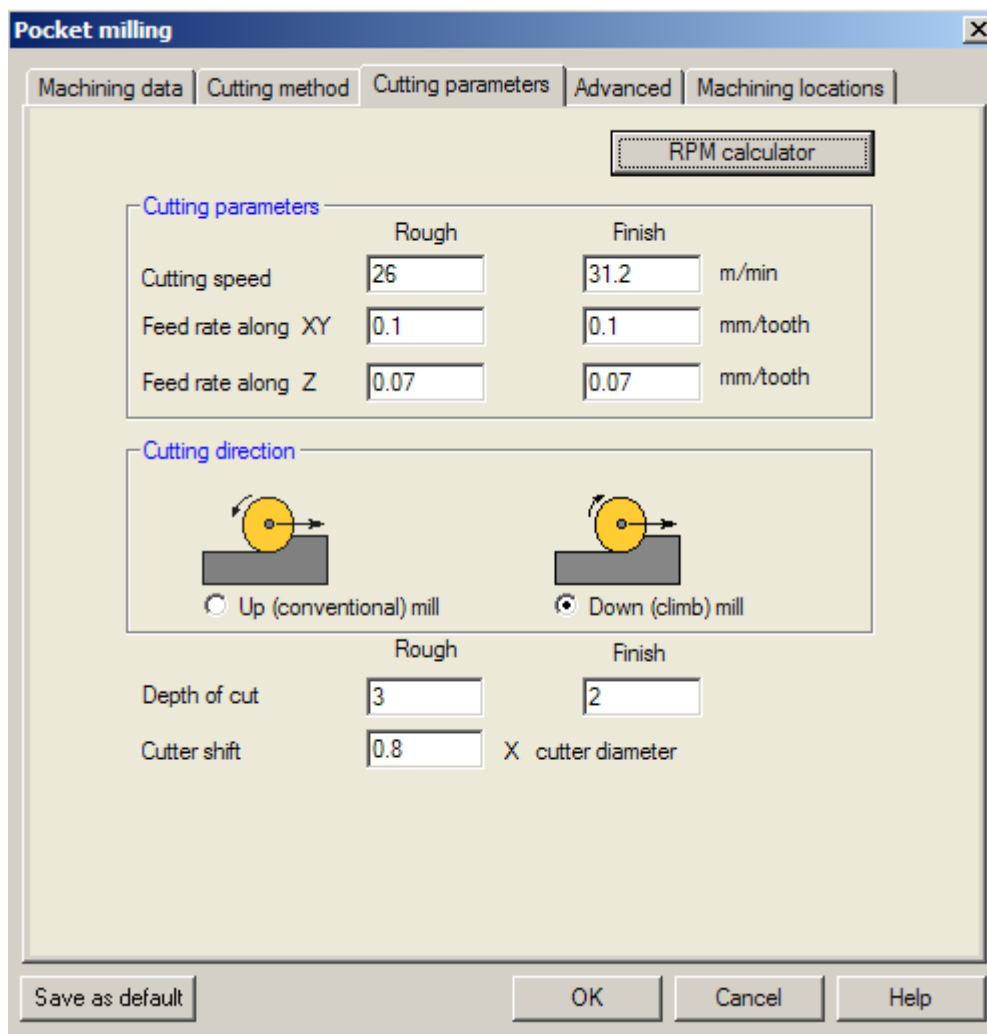 Pocket milling
Machining data Cutting method Cutting parameters Advanced Machining locations
RPM calculator
Cutting parameters
Rough Finish
Cutting speed 26 31.2 m/min
Feed rate along XY 0.1 0.1 mm/tooth
Feed rate along Z 0.07 0.07 mm/tooth
Cutting direction
Up (conventional) mill Down (climb) mill
Rough Finish
Depth of cut 3 2
Cutter shift 0.8 X cutter diameter
Save as default OK Cancel Help